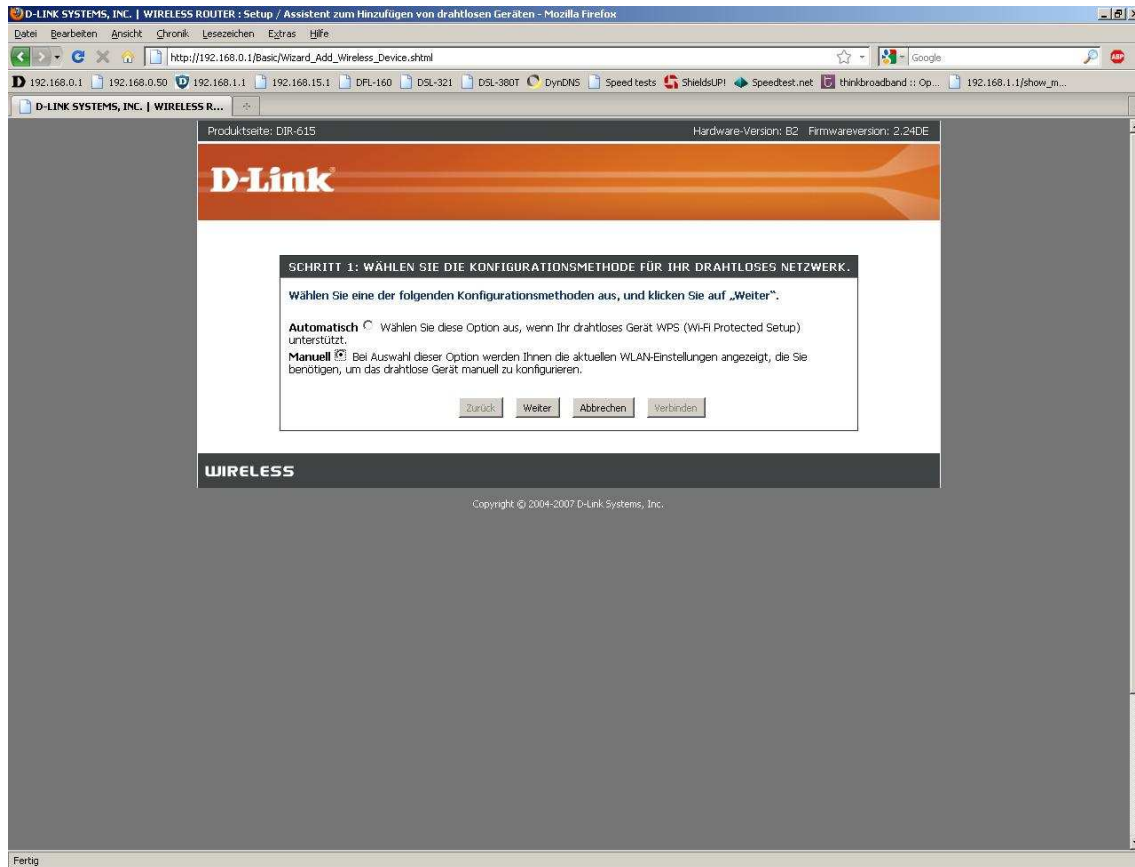 D-LINK SYSTEMS, INC. | WIRELESS ROUTER : Setup / Assistent zum Hinzufügen von drahtlosen Geräten - Mozilla Firefox
Datei Bearbeiten Ansicht Chronik Lesezeichen Extras Hilfe
http://192.168.0.1/Basic/Wizard_Add_Wireless_Device.shtml Google ABP
192.168.0.1 192.168.0.50 192.168.1.1 192.168.15.1 DFL-160 DSL-321 DSL-380T DynDNS Speed tests ShieldsUP! Speedtest.net thinkbroadband :: Op... 192.168.1.1/show_m...
D-LINK SYSTEMS, INC. | WIRELESS R...
Produktseite: DIR-615 Hardware-Version: B2 Firmwareversion: 2.24DE
D-Link
SCHRITT 1: WÄHLEN SIE DIE KONFIGURATIONSMETHODE FÜR IHR DRAHTLOSES NETZWERK.
Wählen Sie eine der folgenden Konfigurationsmethoden aus, und klicken Sie auf „Weiter“.
Automatisch Wählen Sie diese Option aus, wenn Ihr drahtloses Gerät WPS (Wi-Fi Protected Setup)
unterstützt.
Manuell Bei Auswahl dieser Option werden Ihnen die aktuellen WLAN-Einstellungen angezeigt, die Sie
benötigen, um das drahtlose Gerät manuell zu konfigurieren.
Zurück Weiter Abbrechen Verbinden
WIRELESS
Copyright © 2004-2007 D-Link Systems, Inc.
Fertig